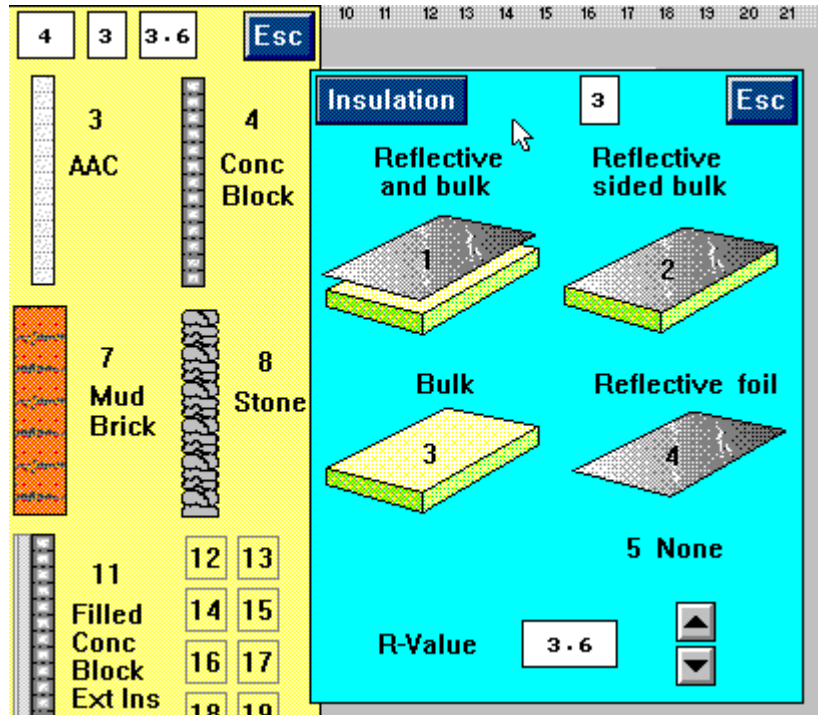 10 11 12 13 14 15 16 17 18 19 20 21
4 3 3.6 Esc
3
AAC
4
Conc
Block
7
Mud
Brick
8
Stone
11
Filled
Conc
Block
Ext Ins
12 13
14 15
16 17
18 19
Insulation 3 Esc
Reflective
and bulk
1
Reflective
sided bulk
2
Bulk
3
Reflective foil
4
5 None
R-Value 3.6